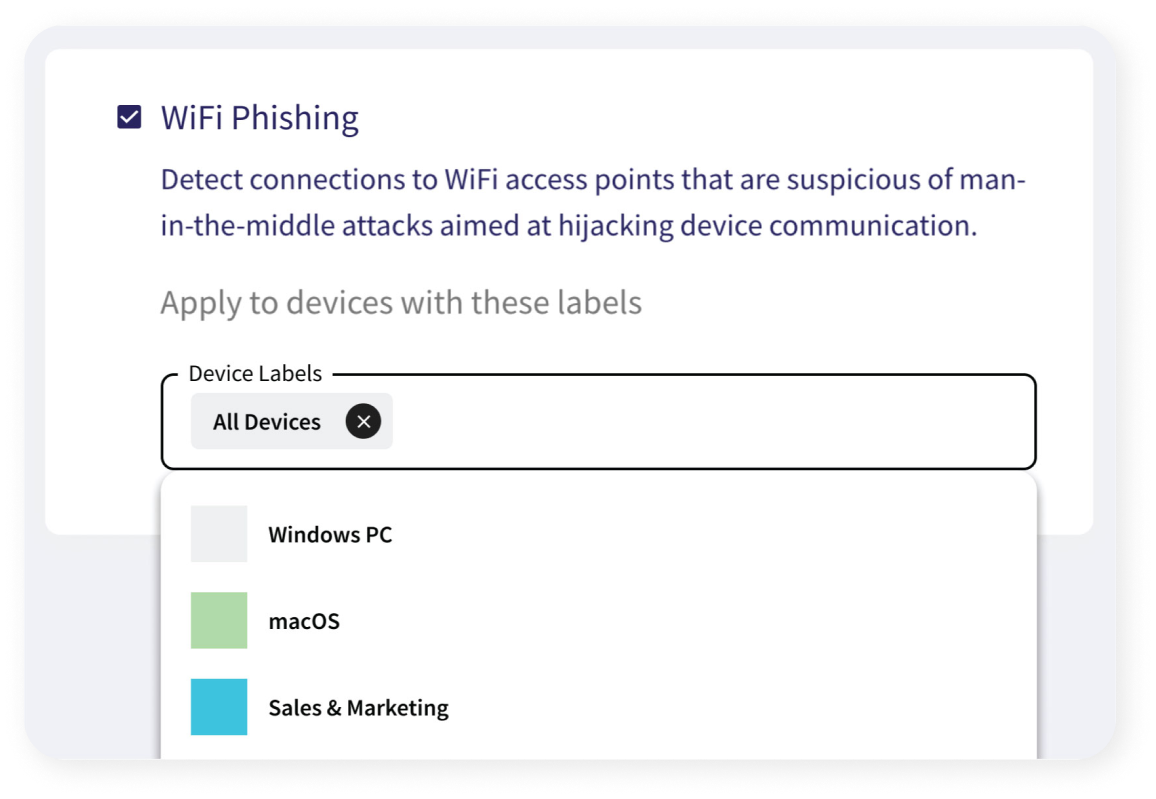 WiFi Phishing
Detect connections to WiFi access points that are suspicious of man-
in-the-middle attacks aimed at hijacking device communication.
Apply to devices with these labels
Device Labels
All Devices
Windows PC
macOS
Sales & Marketing